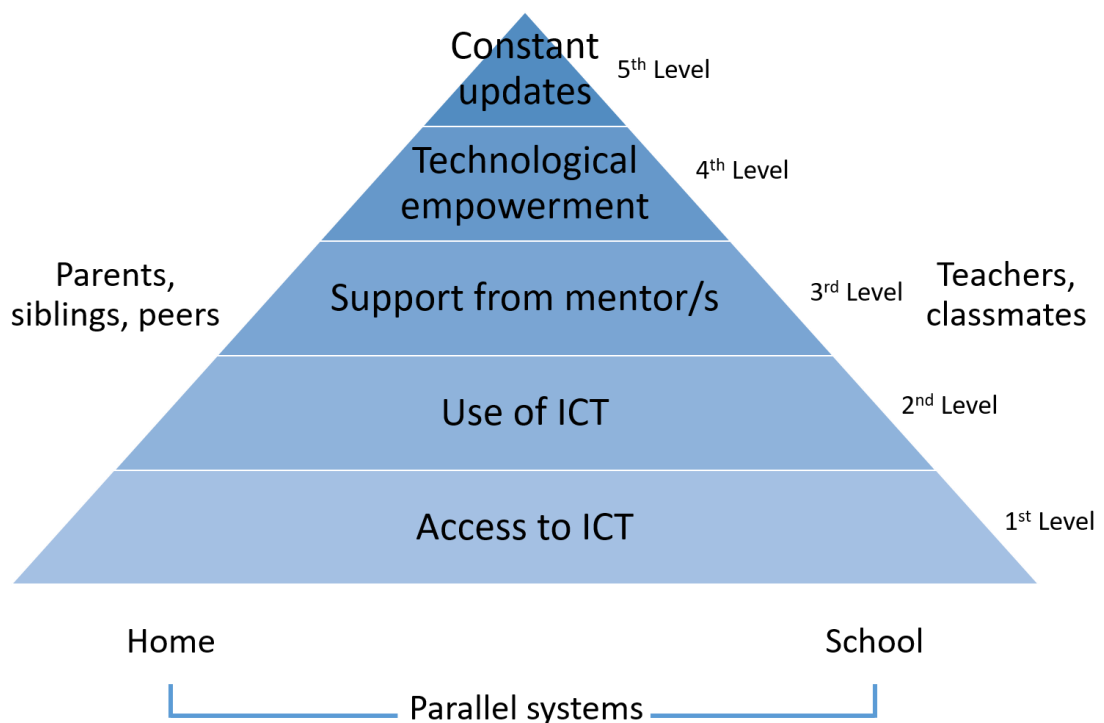 Constant
updates
5th Level
Technological
empowerment
4th Level
Parents,
siblings, peers
Support from mentor/s
3rd Level
Teachers,
classmates
Use of ICT
2nd Level
Access to ICT
1st Level
Home
School
Parallel systems